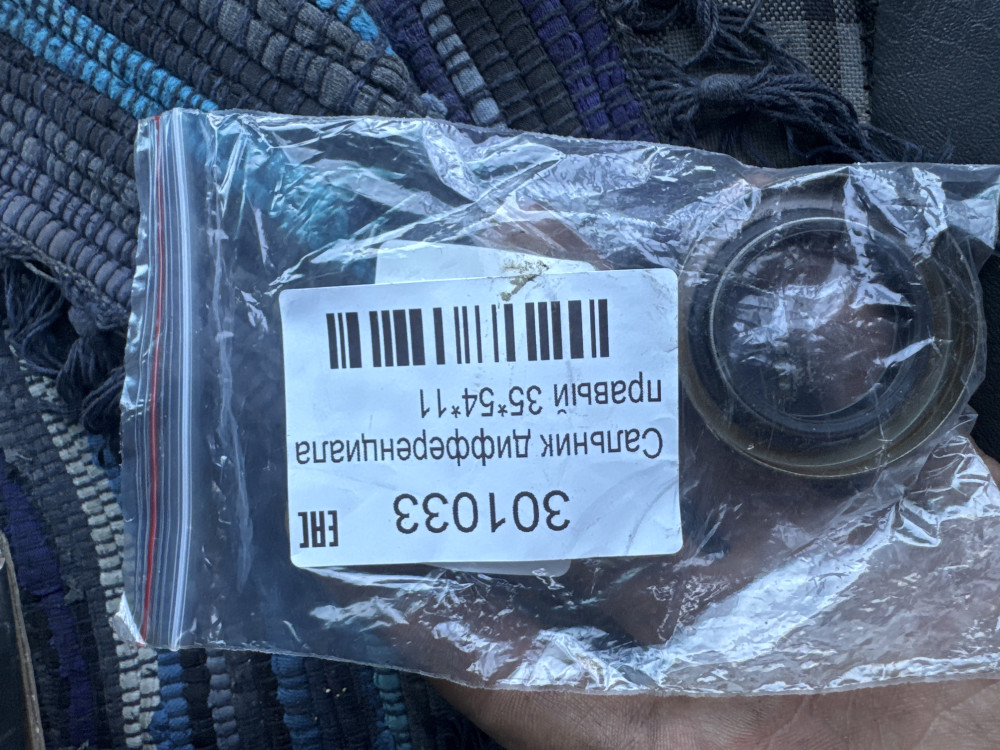 301033
EAC
Сальник дифференциала
правый 35*54*11